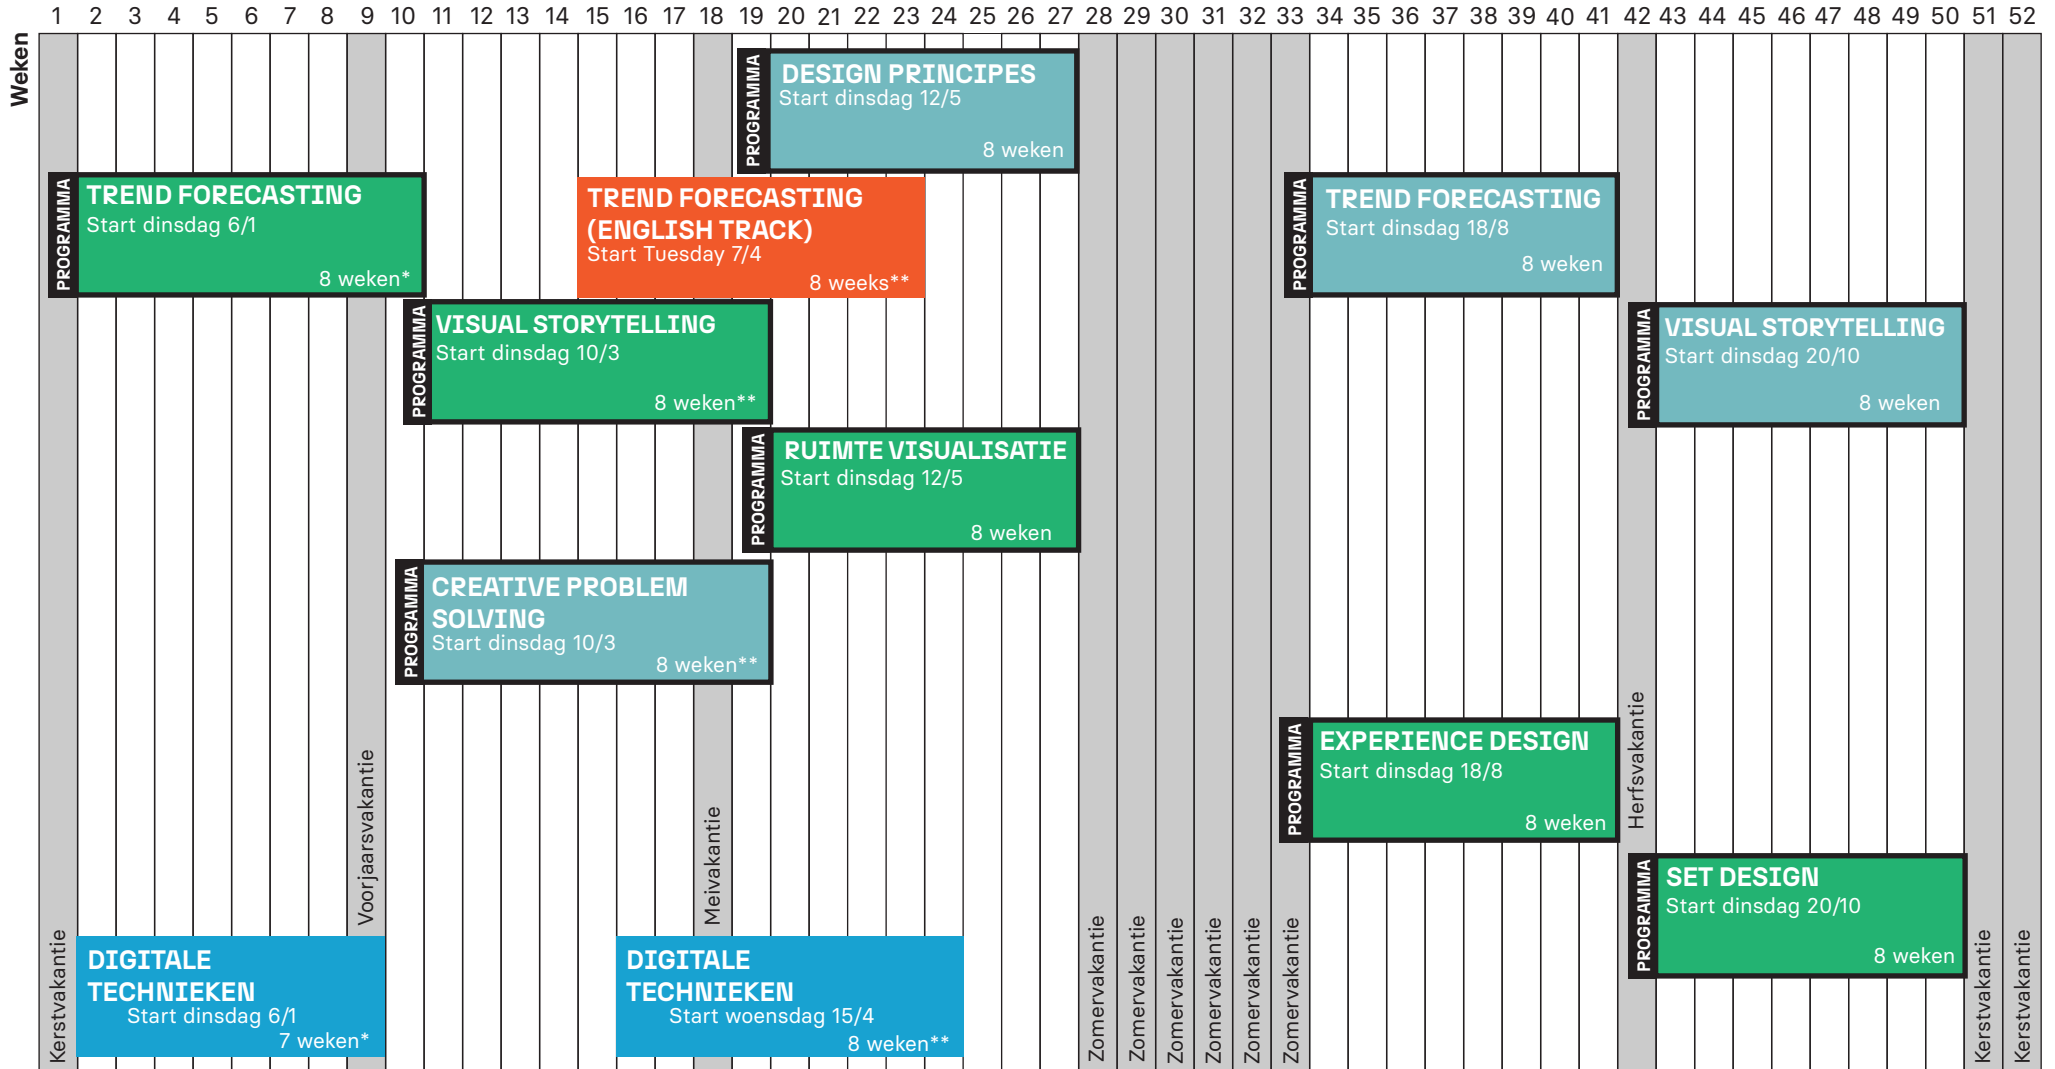 1 2 3 4 5 6 7 8 9 10 11 12 13 14 15 16 17 18 19 20 21 22 23 24 25 26 27 28 29 30 31 32 33 34 35 36 37 38 39 40 41 42 43 44 45 46 47 48 49 50 51 52
Weken
PROGRAMMA
DESIGN PRINCIPES
Start dinsdag 12/5
8 weken
PROGRAMMA
TREND FORECASTING
Start dinsdag 6/1
8 weken*
TREND FORECASTING
(ENGLISH TRACK)
Start Tuesday 7/4
8 weeks**
PROGRAMMA
TREND FORECASTING
Start dinsdag 18/8
8 weken
PROGRAMMA
VISUAL STORYTELLING
Start dinsdag 10/3
8 weken**
PROGRAMMA
VISUAL STORYTELLING
Start dinsdag 20/10
8 weken
PROGRAMMA
RUIMTE VISUALISATIE
Start dinsdag 12/5
8 weken
PROGRAMMA
CREATIVE PROBLEM
SOLVING
Start dinsdag 10/3
8 weken**
PROGRAMMA
EXPERIENCE DESIGN
Start dinsdag 18/8
8 weken
PROGRAMMA
SET DESIGN
Start dinsdag 20/10
8 weken
DIGITALE
TECHNIEKEN
Start dinsdag 6/1
7 weken*
DIGITALE
TECHNIEKEN
Start woensdag 15/4
8 weken**
Kerstvakantie
Voorjaarsvakantie
Meivakantie
Zomervakantie
Zomervakantie
Zomervakantie
Zomervakantie
Zomervakantie
Zomervakantie
Herfsvakantie
Kerstvakantie
Kerstvakantie